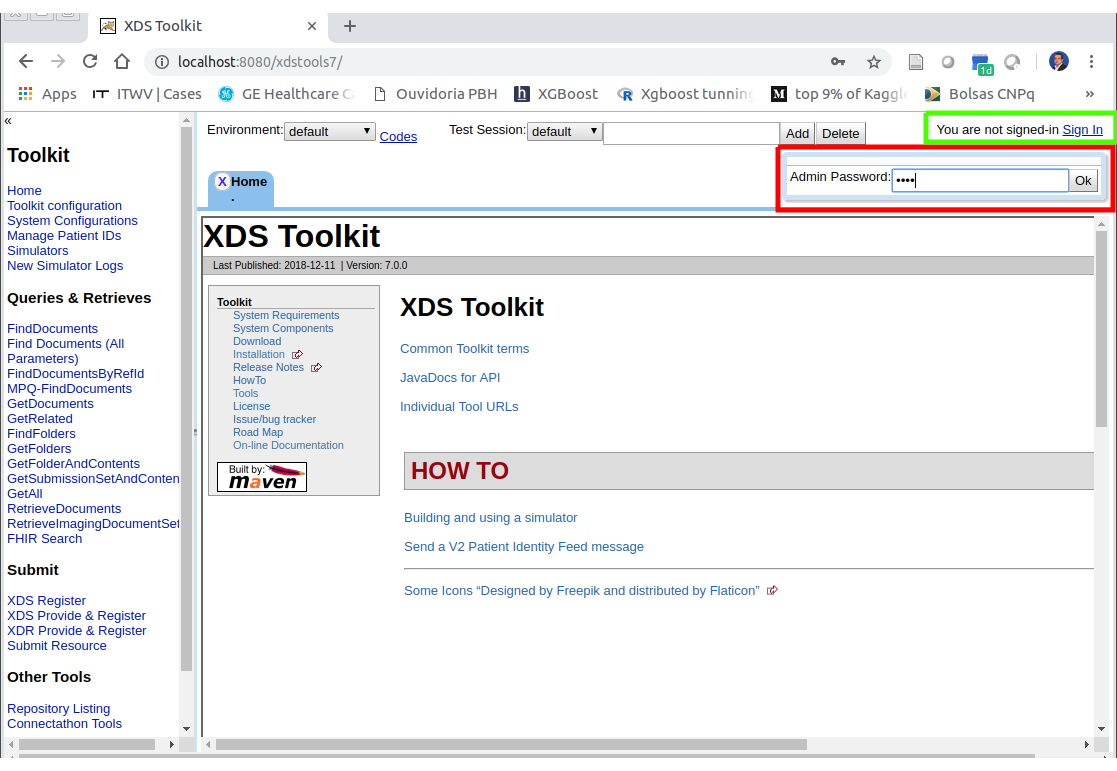 XDS Toolkit
localhost:8080/xdstools7/
1d
Apps ITWV | Cases GE Healthcare Ouvidoria PBH XGBoost Xgboost tunning top 9% of Kaggl Bolsas CNPq »
«
Environment: default Codes Test Session: default Add Delete You are not signed-in Sign In
Admin Password: •••• Ok
X Home
.
Toolkit
Home
Toolkit configuration
System Configurations
Manage Patient IDs
Simulators
New Simulator Logs
Queries & Retrieves
FindDocuments
Find Documents (All
Parameters)
FindDocumentsByRefId
MPQ-FindDocuments
GetDocuments
GetRelated
FindFolders
GetFolders
GetFolderAndContents
GetSubmissionSetAndConten
GetAll
RetrieveDocuments
RetrieveImagingDocumentSet
FHIR Search
Submit
XDS Register
XDS Provide & Register
XDR Provide & Register
Submit Resource
Other Tools
Repository Listing
Connectathon Tools
XDS Toolkit
Last Published: 2018-12-11 | Version: 7.0.0
Toolkit
System Requirements
System Components
Download
Installation
Release Notes
HowTo
Tools
License
Issue/bug tracker
Road Map
On-line Documentation
Built by:
maven
XDS Toolkit
Common Toolkit terms
JavaDocs for API
Individual Tool URLs
HOW TO
Building and using a simulator
Send a V2 Patient Identity Feed message
Some Icons “Designed by Freepik and distributed by Flaticon”